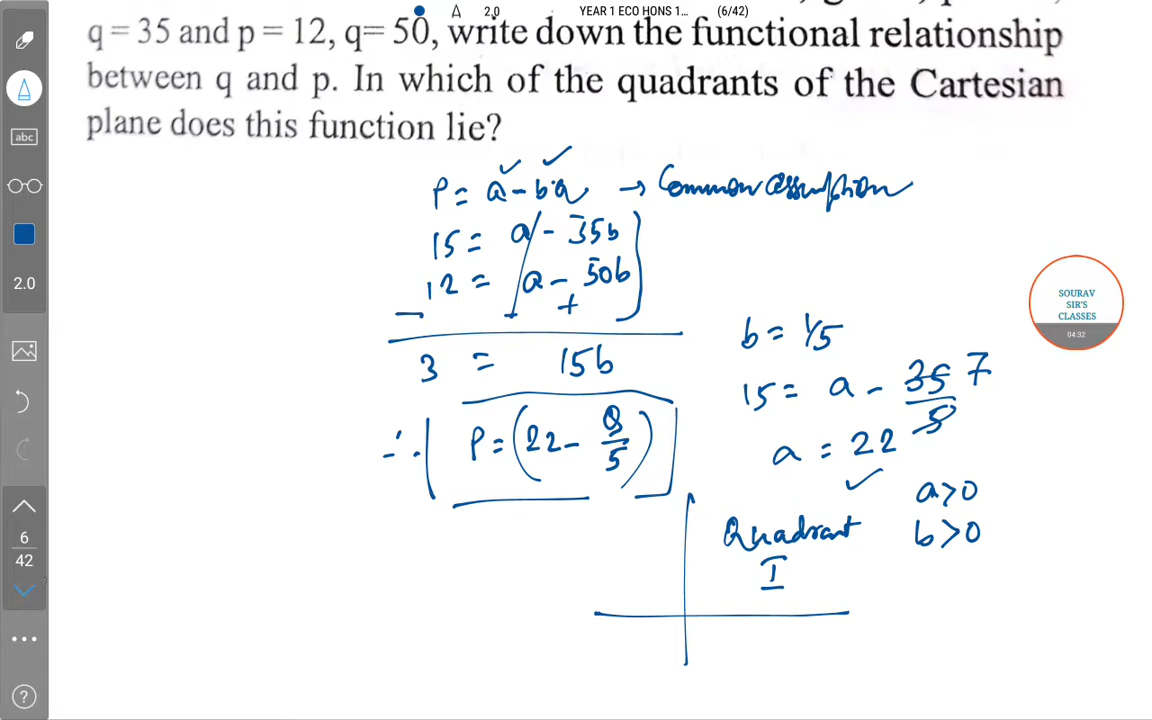 2.0 YEAR 1 ECO HONS 1... (6/42)
q = 35 and p = 12, q= 50, write down the functional relationship
between q and p. In which of the quadrants of the Cartesian
plane does this function lie?
abc
2.0
6
42
?
P = a - b·Q → Common assumption
15 = a - 35b
12 = a - 50b
- - +
3 = 15b
∴ P = (22 - Q/5)
b = 1/5
15 = a - 35/5 7
a = 22
a>0
b>0
Quadrant
I
SOURAV
SIR'S
CLASSES
04:32